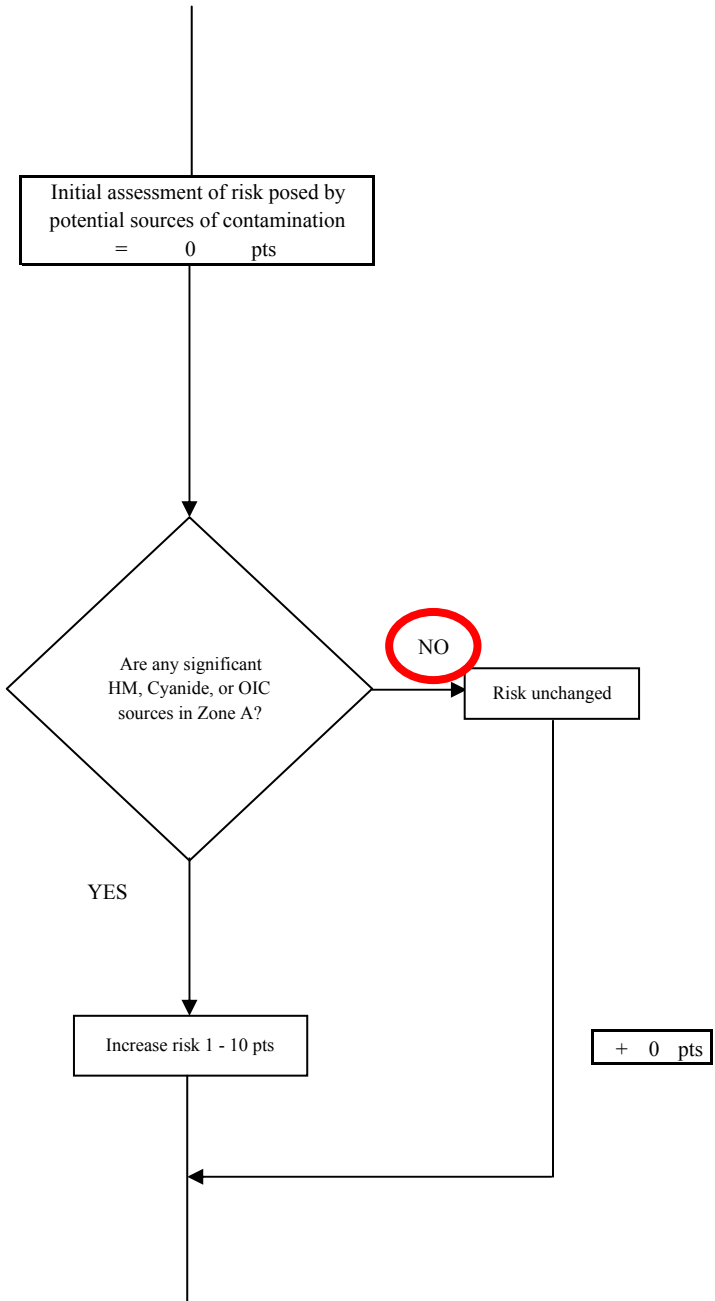 Initial assessment of risk posed by
potential sources of contamination
= 0 pts
Are any significant
HM, Cyanide, or OIC
sources in Zone A?
NO
Risk unchanged
YES
Increase risk 1 - 10 pts
+ 0 pts